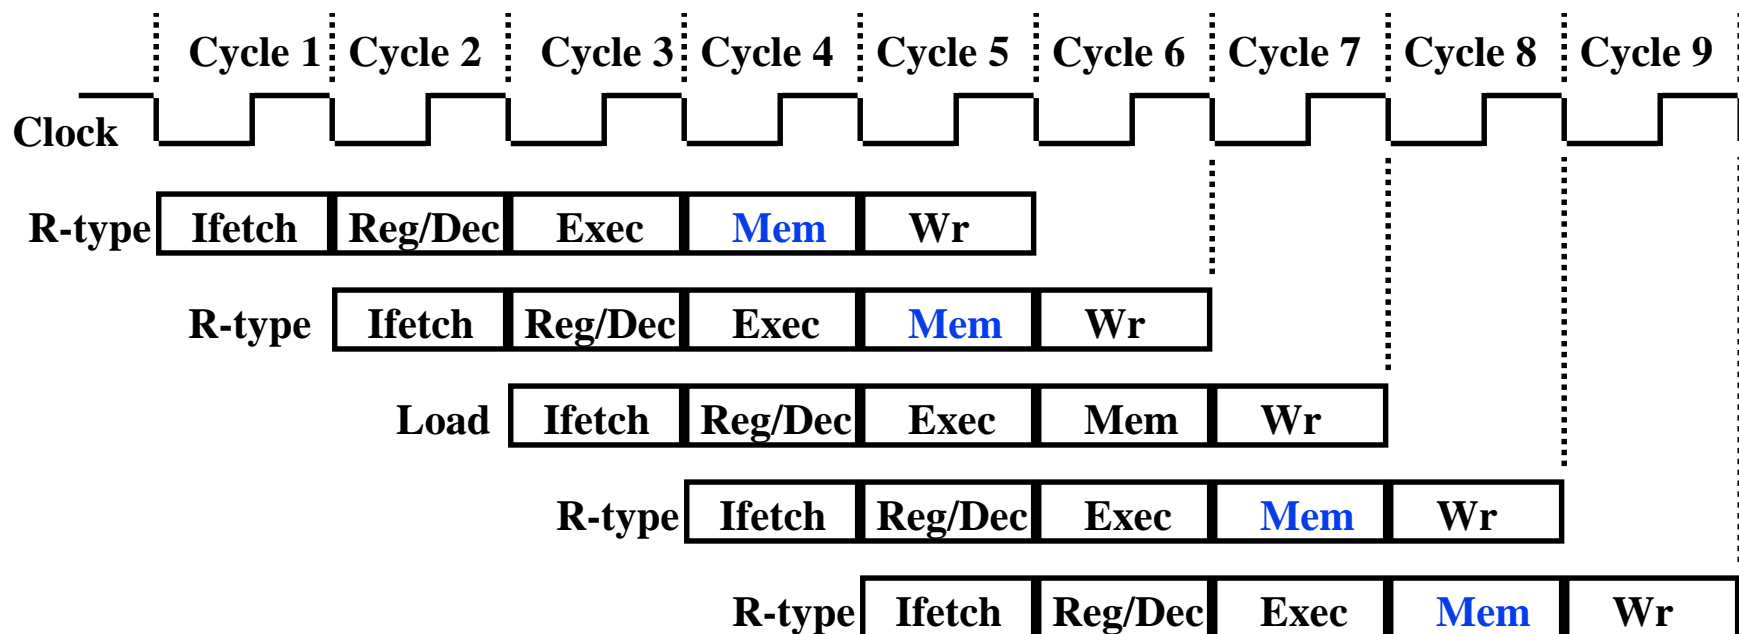 Cycle 1 Cycle 2 Cycle 3 Cycle 4 Cycle 5 Cycle 6 Cycle 7 Cycle 8 Cycle 9
Clock
R-type Ifetch Reg/Dec Exec Mem Wr
R-type Ifetch Reg/Dec Exec Mem Wr
Load Ifetch Reg/Dec Exec Mem Wr
R-type Ifetch Reg/Dec Exec Mem Wr
R-type Ifetch Reg/Dec Exec Mem Wr